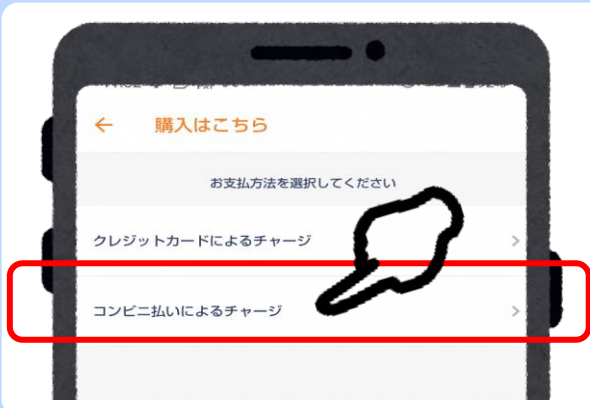 ← 購入はこちら
お支払方法を選択してください
クレジットカードによるチャージ >
コンビニ払いによるチャージ >